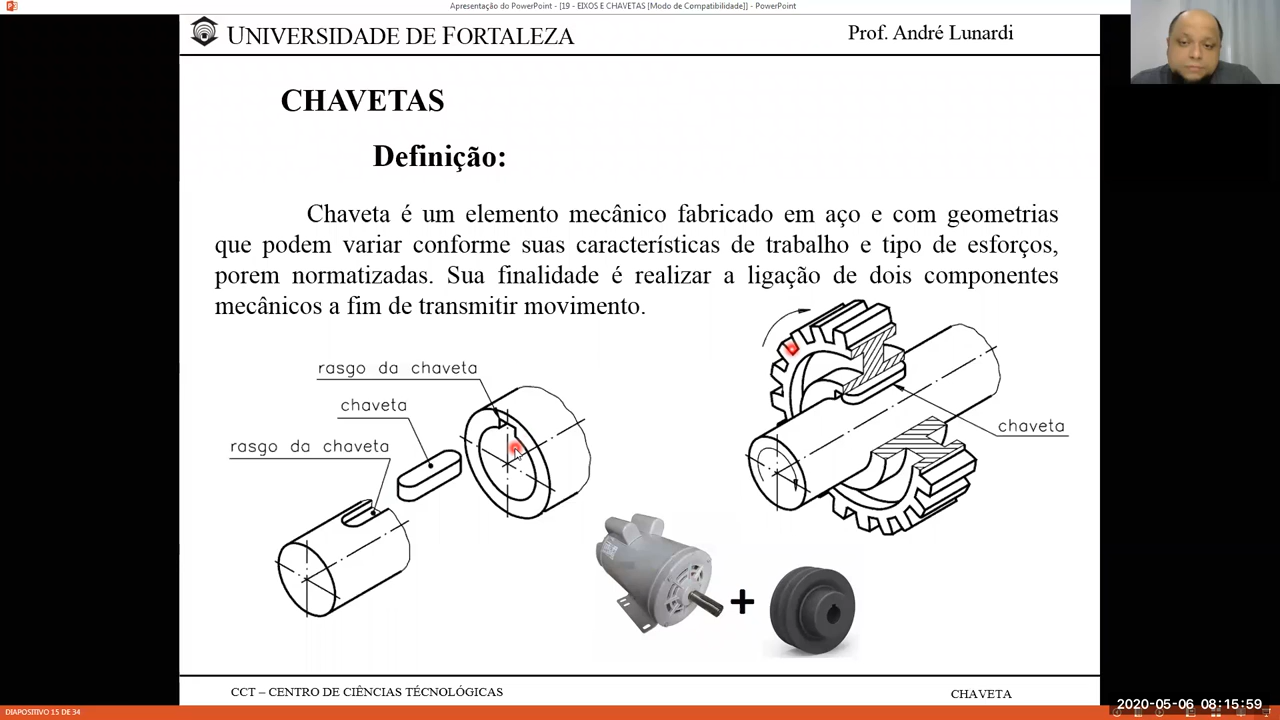 Apresentação do PowerPoint - [19 - EIXOS E CHAVETAS [Modo de Compatibilidade]] - PowerPoint
UNIVERSIDADE DE FORTALEZA
Prof. André Lunardi
CHAVETAS
Definição:
Chaveta é um elemento mecânico fabricado em aço e com geometrias
que podem variar conforme suas características de trabalho e tipo de esforços,
porem normatizadas. Sua finalidade é realizar a ligação de dois componentes
mecânicos a fim de transmitir movimento.
rasgo da chaveta
chaveta
rasgo da chaveta
chaveta
+
CCT – CENTRO DE CIÊNCIAS TÉCNOLÓGICAS
CHAVETA
2020-05-06 08:15:59
DIAPOSITIVO 15 DE 34